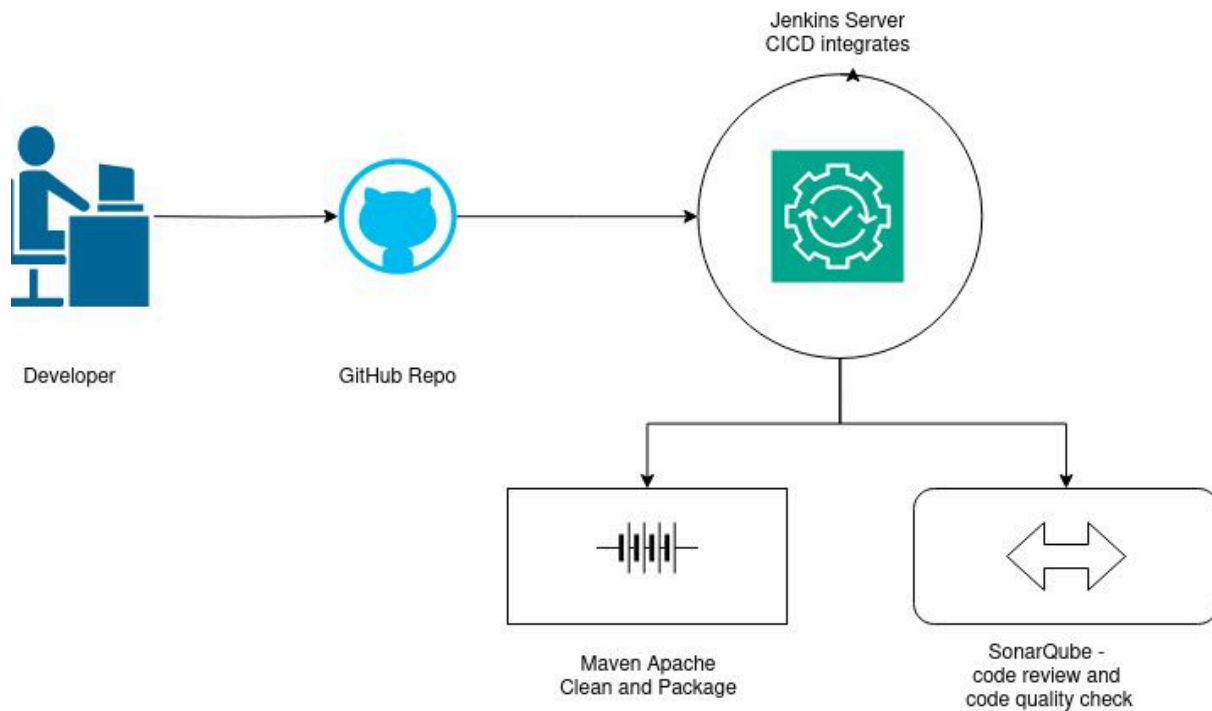 Jenkins Server
CICD integrates
Developer
GitHub Repo
Maven Apache
Clean and Package
SonarQube -
code review and
code quality check